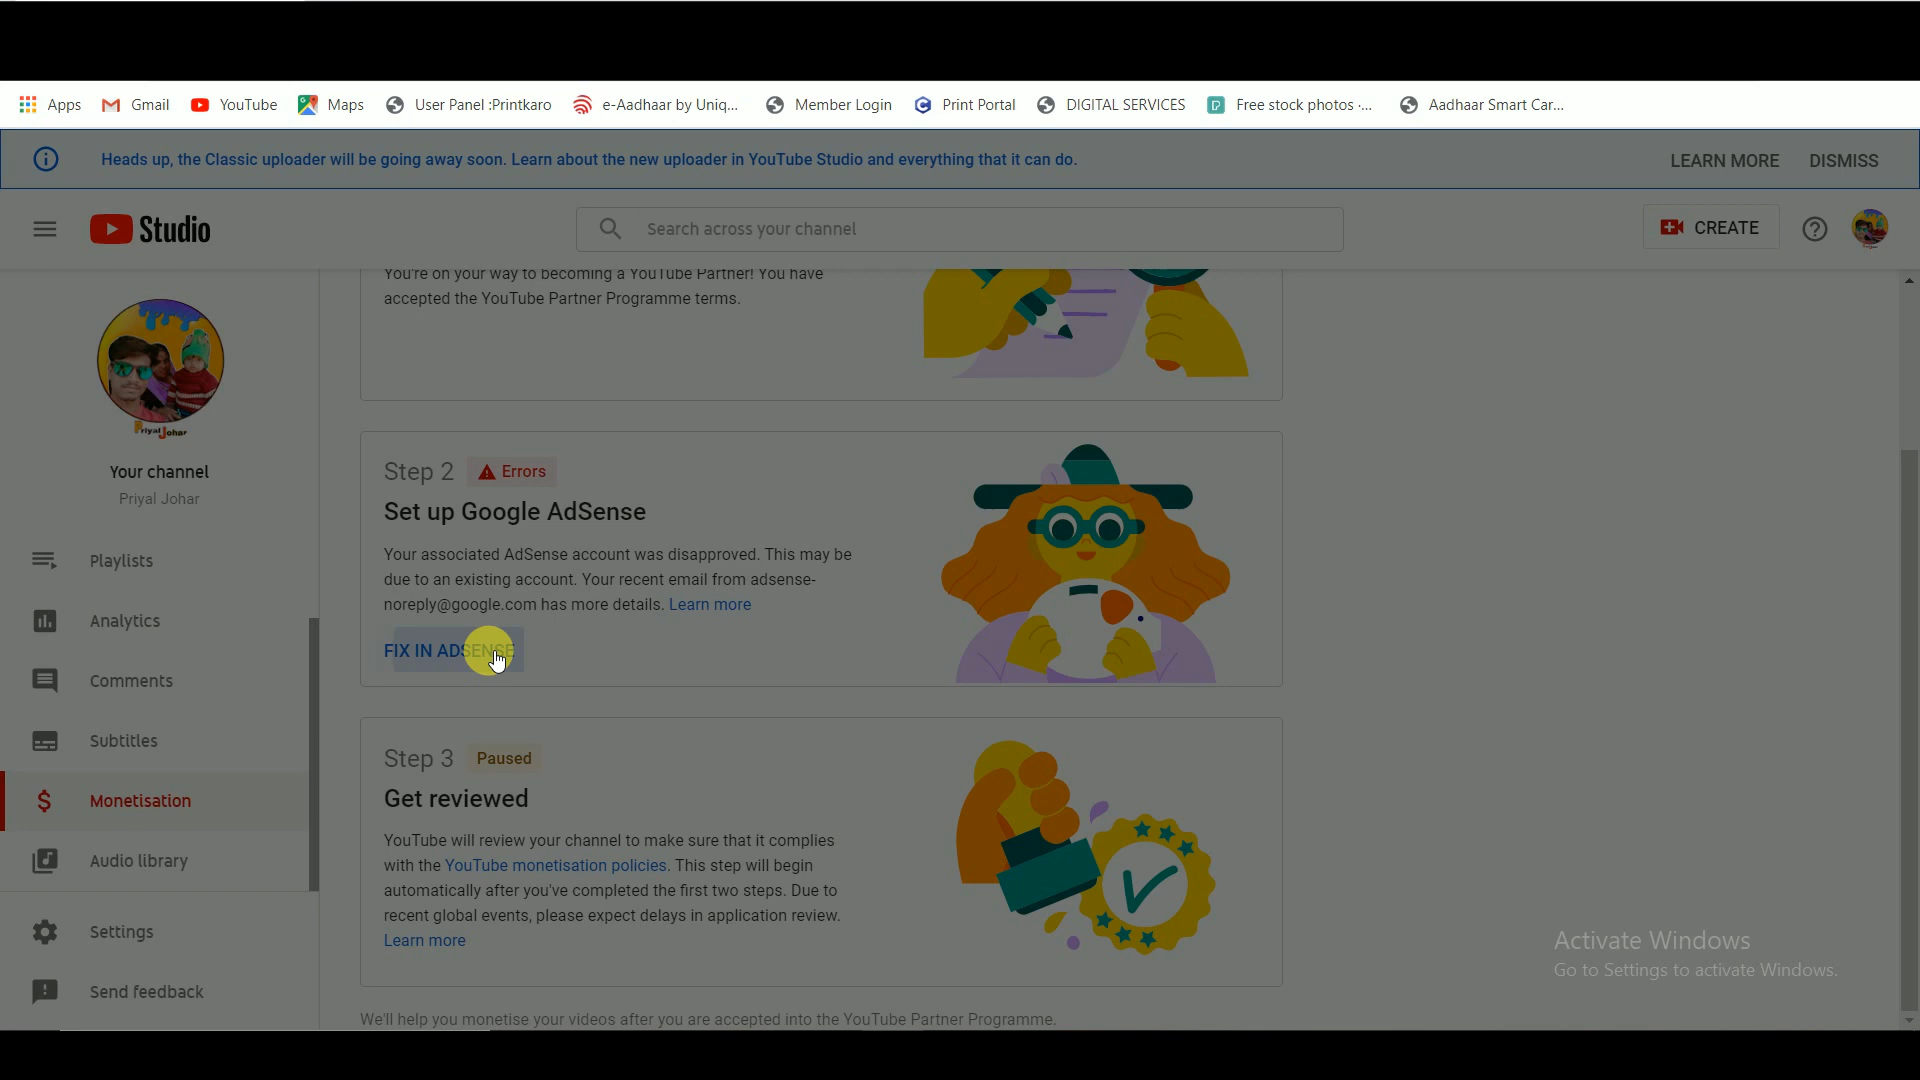 Apps Gmail YouTube Maps User Panel :Printkaro e-Aadhaar by Uniq... Member Login Print Portal DIGITAL SERVICES Free stock photos ·... Aadhaar Smart Car...
Heads up, the Classic uploader will be going away soon. Learn about the new uploader in YouTube Studio and everything that it can do. LEARN MORE DISMISS
Studio Search across your channel CREATE
Priyal Johar
Your channel
Priyal Johar
Playlists
Analytics
Comments
Subtitles
Monetisation
Audio library
Settings
Send feedback
You're on your way to becoming a YouTube Partner! You have
accepted the YouTube Partner Programme terms.
Step 2 Errors
Set up Google AdSense
Your associated AdSense account was disapproved. This may be
due to an existing account. Your recent email from adsense-
noreply@google.com has more details. Learn more
FIX IN ADSENSE
Step 3 Paused
Get reviewed
YouTube will review your channel to make sure that it complies
with the YouTube monetisation policies. This step will begin
automatically after you've completed the first two steps. Due to
recent global events, please expect delays in application review.
Learn more
We'll help you monetise your videos after you are accepted into the YouTube Partner Programme.
Activate Windows
Go to Settings to activate Windows.